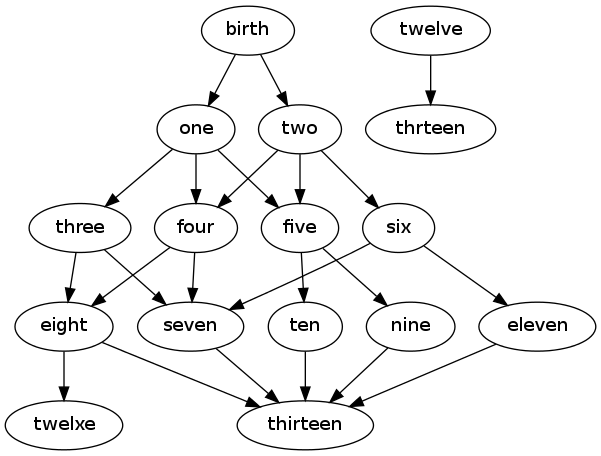 birth
twelve
one
two
thrteen
three
four
five
six
eight
seven
ten
nine
eleven
twelxe
thirteen